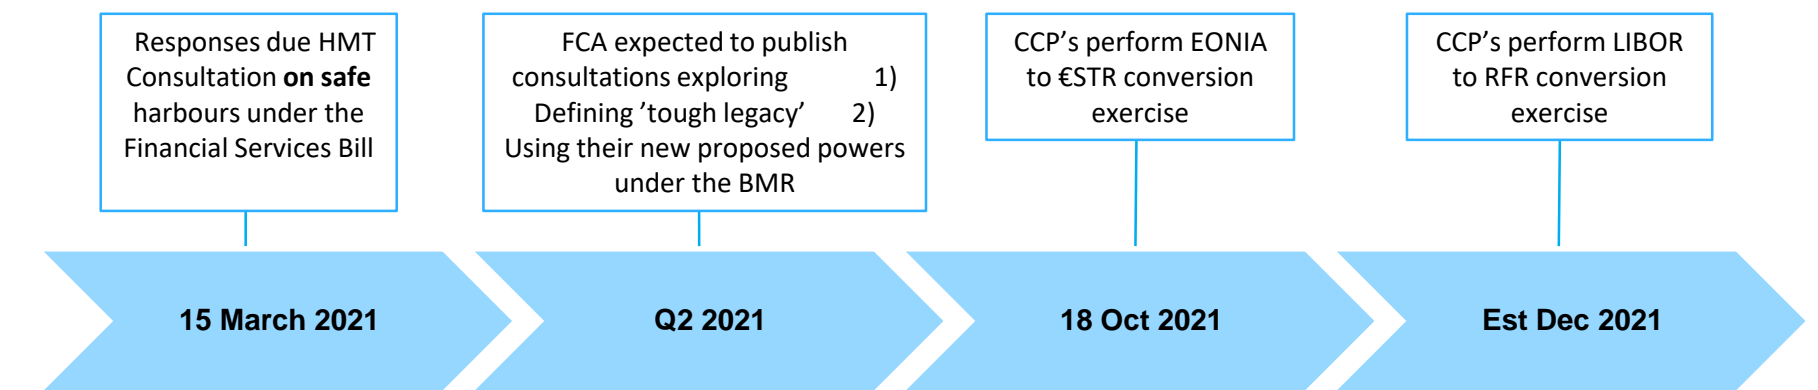 Responses due HMT
Consultation on safe
harbours under the
Financial Services Bill
FCA expected to publish
consultations exploring 1)
Defining ’tough legacy’ 2)
Using their new proposed powers
under the BMR
CCP’s perform EONIA
to €STR conversion
exercise
CCP’s perform LIBOR
to RFR conversion
exercise
15 March 2021
Q2 2021
18 Oct 2021
Est Dec 2021